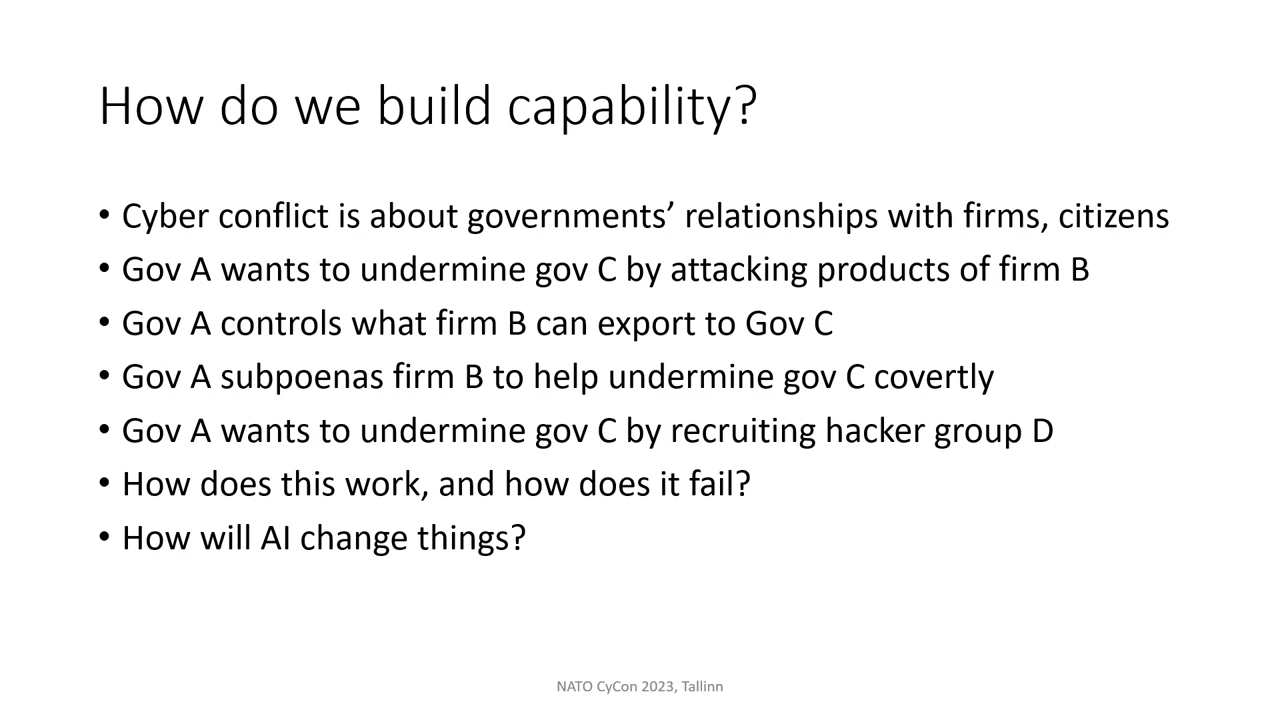 How do we build capability?
• Cyber conflict is about governments’ relationships with firms, citizens
• Gov A wants to undermine gov C by attacking products of firm B
• Gov A controls what firm B can export to Gov C
• Gov A subpoenas firm B to help undermine gov C covertly
• Gov A wants to undermine gov C by recruiting hacker group D
• How does this work, and how does it fail?
• How will AI change things?
NATO CyCon 2023, Tallinn